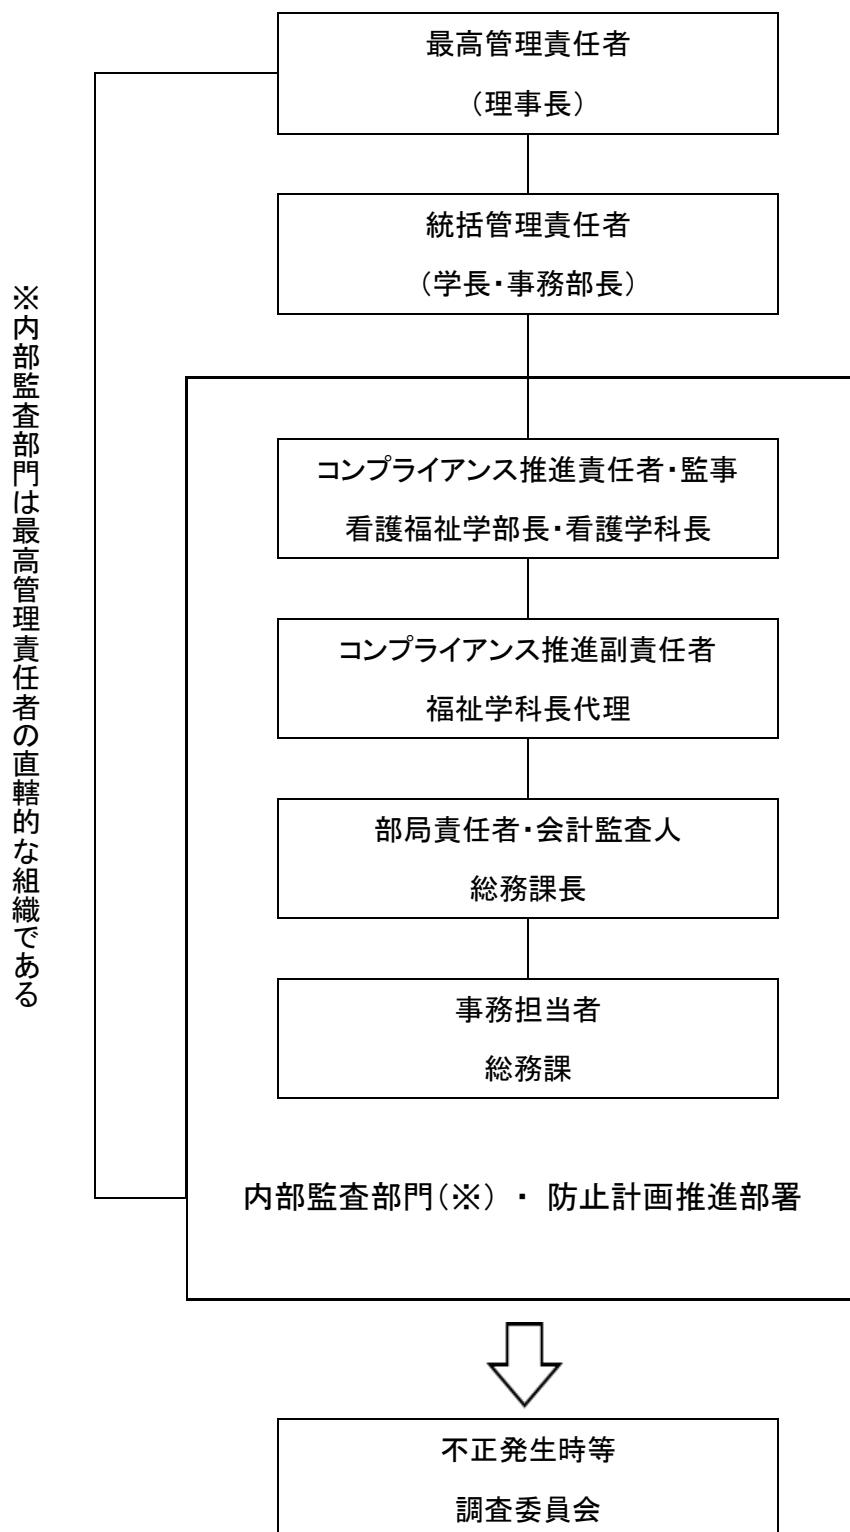 最高管理責任者
（理事長）
統括管理責任者
（学長・事務部長）
※内部監査部門は最高管理責任者の直轄的な組織である
コンプライアンス推進責任者・監事
看護福祉学部長・看護学科長
コンプライアンス推進副責任者
福祉学科長代理
部局責任者・会計監査人
総務課長
事務担当者
総務課
内部監査部門（※） ・ 防止計画推進部署
不正発生時等
調査委員会